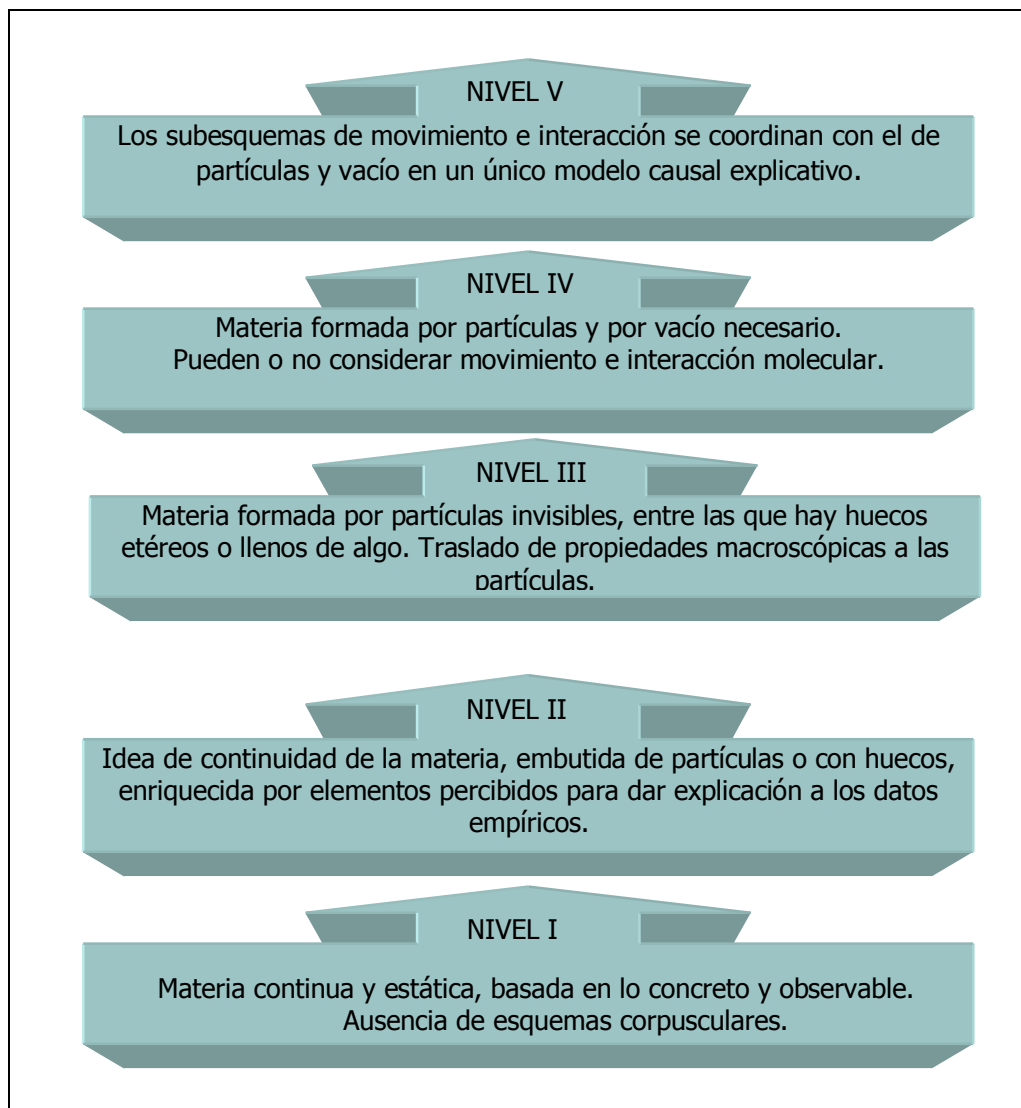 NIVEL V
Los subesquemas de movimiento e interacción se coordinan con el de
partículas y vacío en un único modelo causal explicativo.
NIVEL IV
Materia formada por partículas y por vacío necesario.
Pueden o no considerar movimiento e interacción molecular.
NIVEL III
Materia formada por partículas invisibles, entre las que hay huecos
etéreos o llenos de algo. Traslado de propiedades macroscópicas a las
partículas.
NIVEL II
Idea de continuidad de la materia, embutida de partículas o con huecos,
enriquecida por elementos percibidos para dar explicación a los datos
empíricos.
NIVEL I
Materia continua y estática, basada en lo concreto y observable.
Ausencia de esquemas corpusculares.